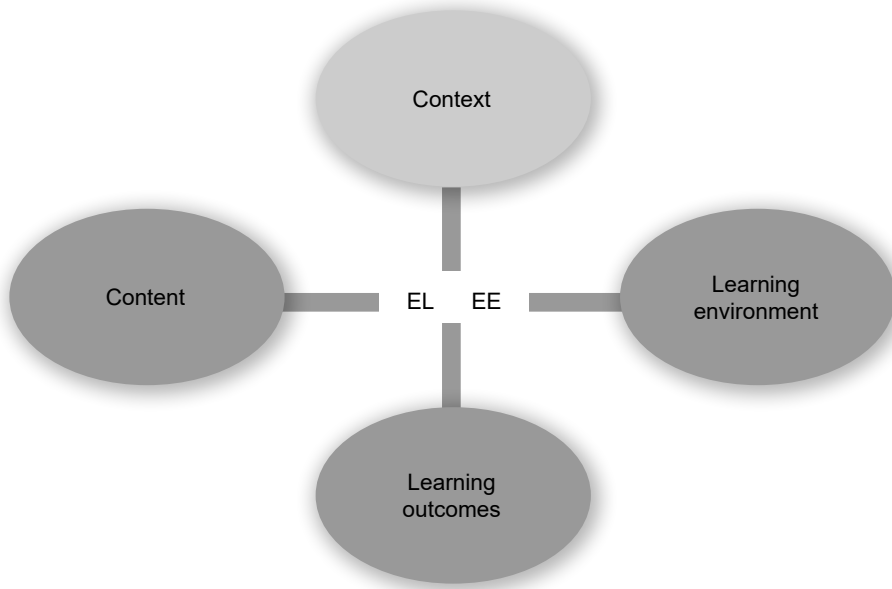 Context
Content
EL EE
Learning
environment
Learning
outcomes